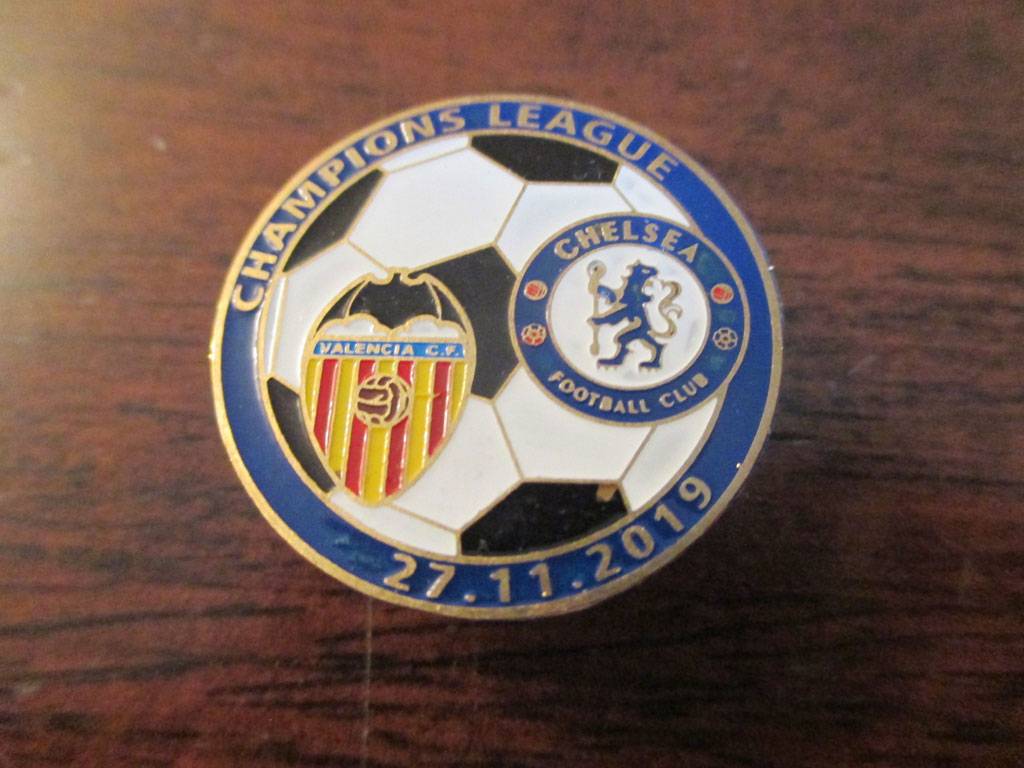 CHAMPIONS LEAGUE
VALENCIA C.F.
CHELSEA
FOOTBALL CLUB
27.11.2019